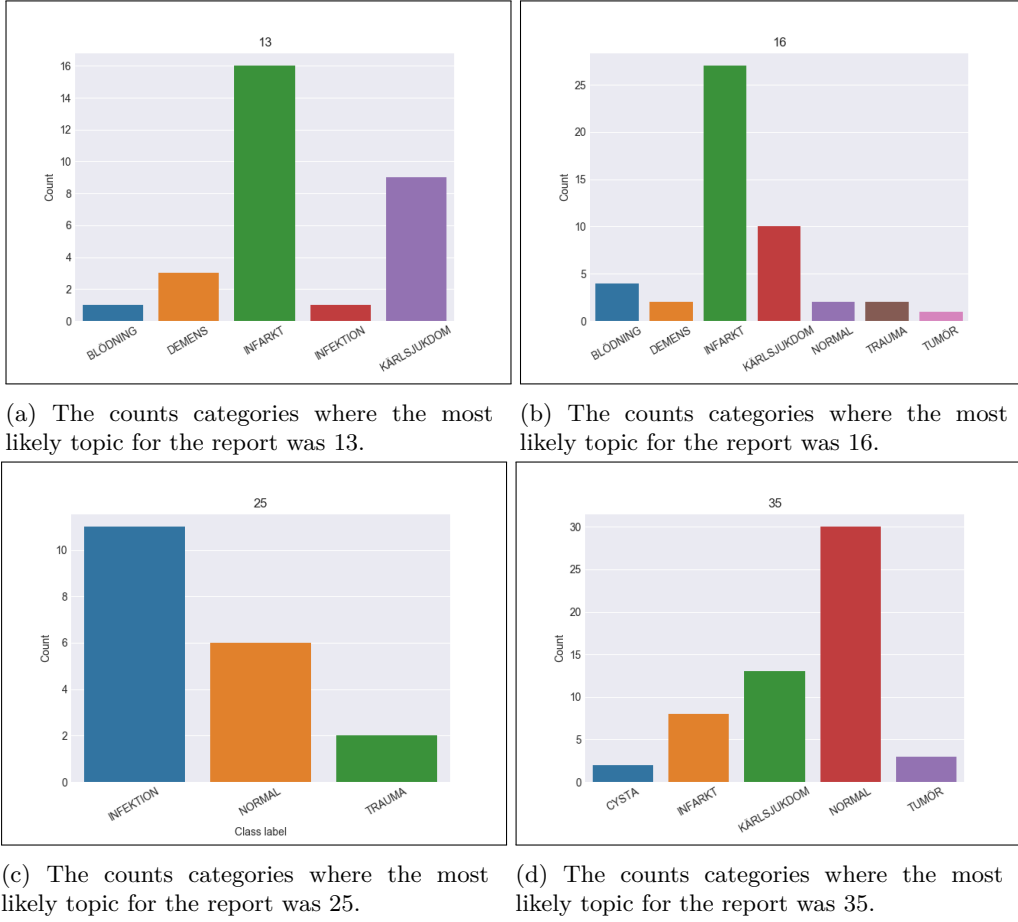 13
16
14
12
10
8
6
4
2
0
Count
BLÖDNING
DEMENS
INFARKT
INFEKTION
KÄRLSJUKDOM
16
25
20
15
10
5
0
Count
BLÖDNING
DEMENS
INFARKT
KÄRLSJUKDOM
NORMAL
TRAUMA
TUMÖR
(a) The counts categories where the most
likely topic for the report was 13.
(b) The counts categories where the most
likely topic for the report was 16.
25
10
8
6
4
2
0
Count
INFEKTION
NORMAL
TRAUMA
Class label
35
30
25
20
15
10
5
0
Count
CYSTA
INFARKT
KÄRLSJUKDOM
NORMAL
TUMÖR
(c) The counts categories where the most
likely topic for the report was 25.
(d) The counts categories where the most
likely topic for the report was 35.